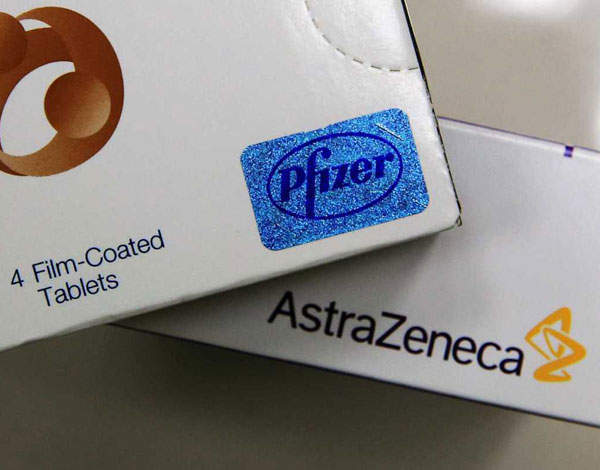 Pfizer
4 Film-Coated
Tablets
AstraZeneca